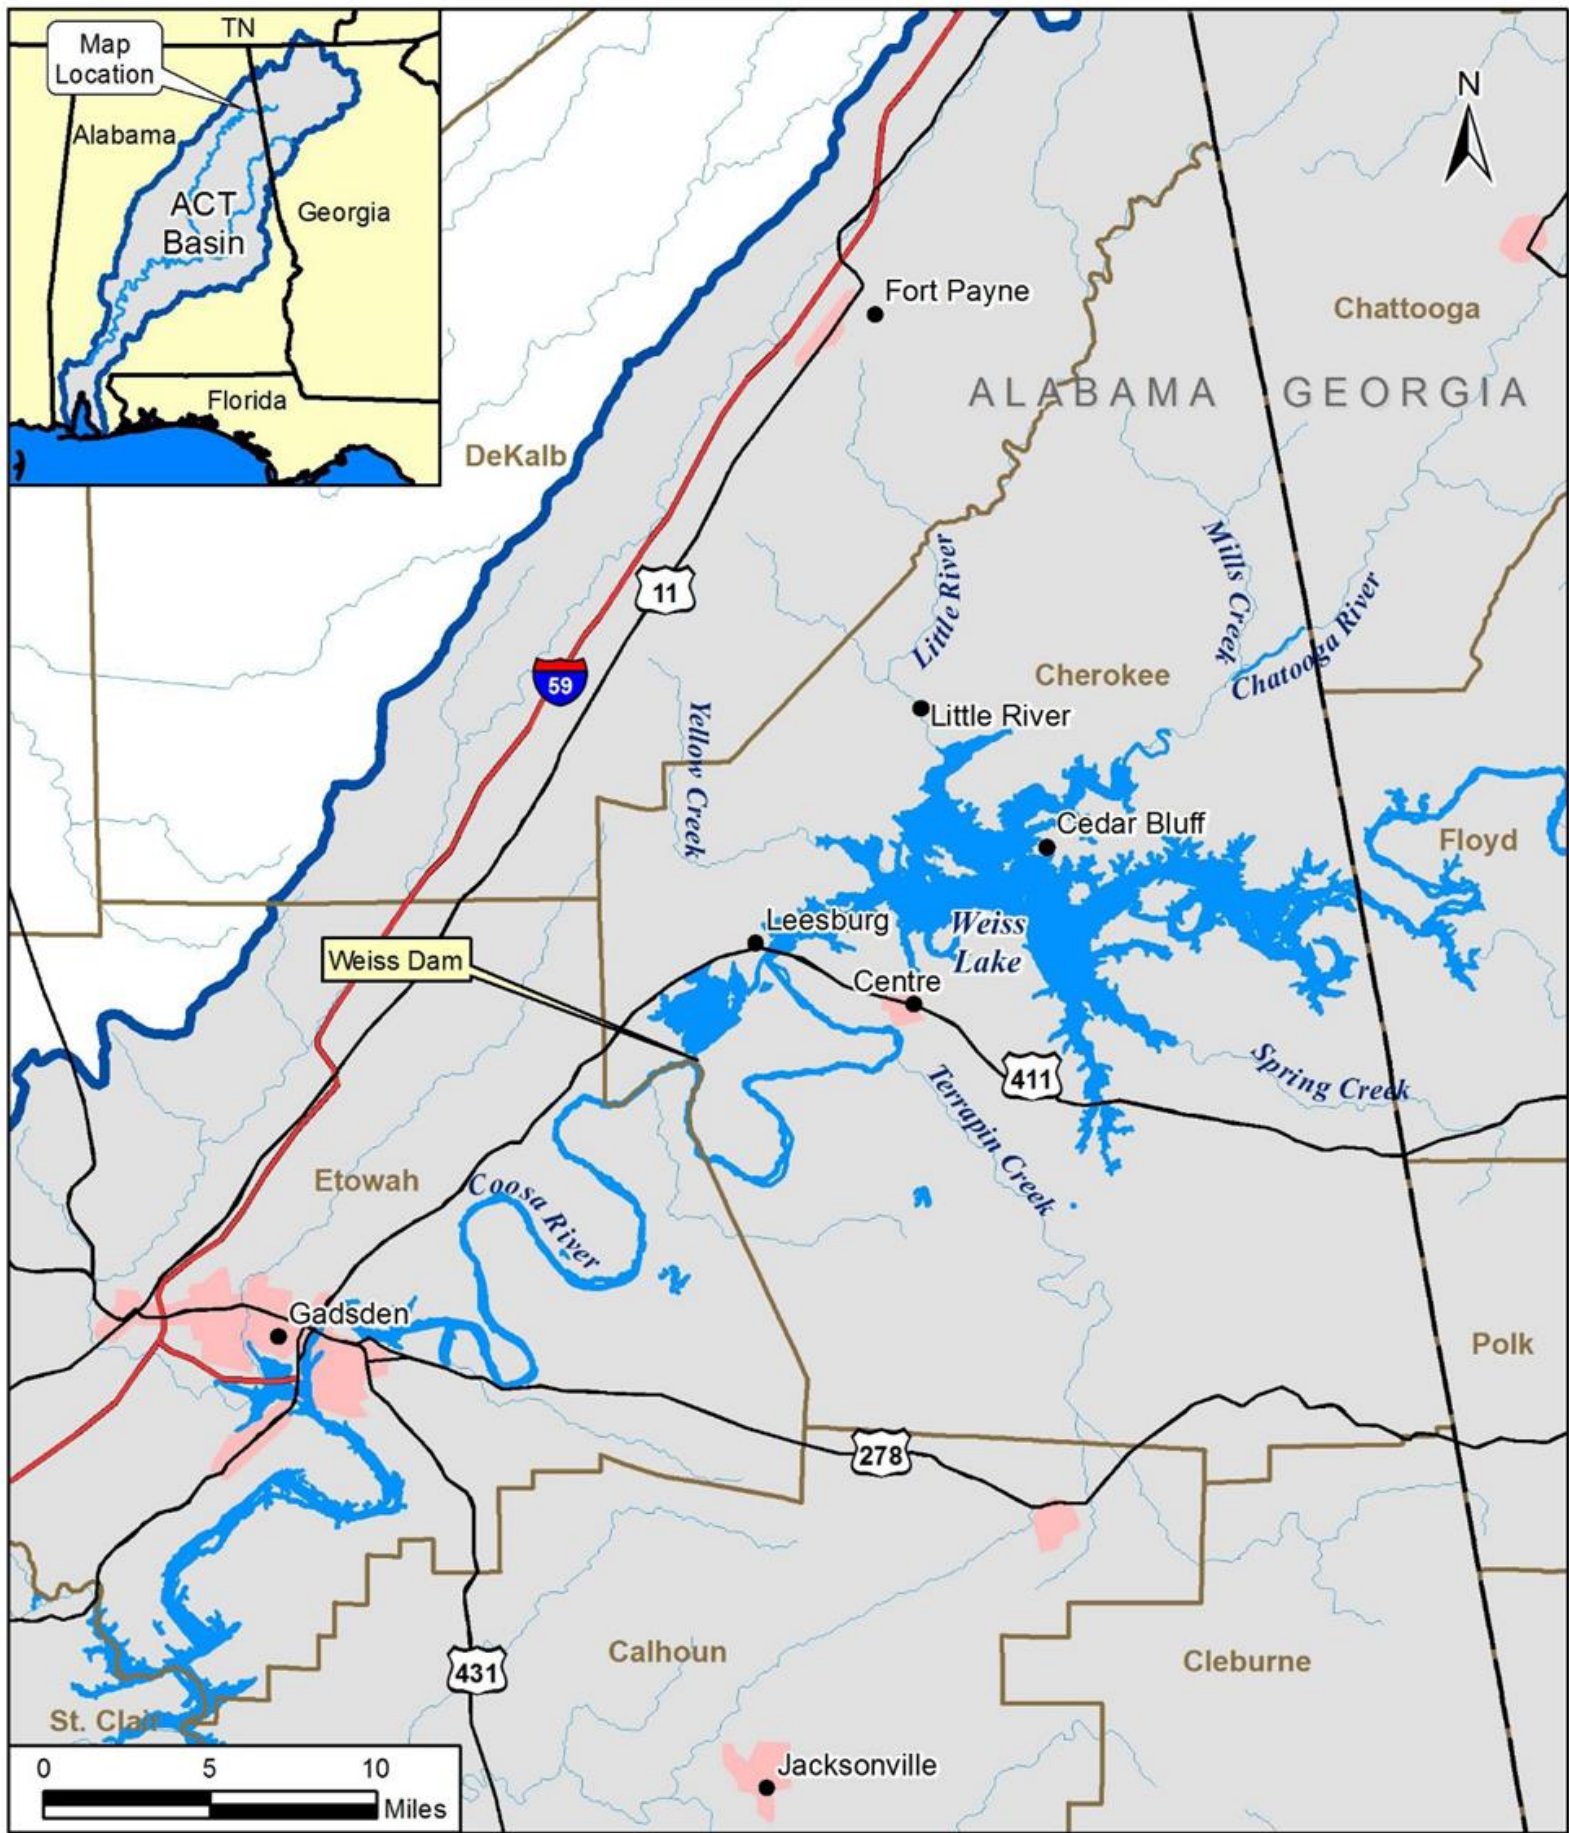 TN
Map
Location
Alabama
ACT
Basin
Georgia
Florida
N
Fort Payne
Chattooga
ALABAMA
GEORGIA
DeKalb
Little River
Mills Creek
Chatooga River
11
59
Cherokee
Little River
Yellow Creek
Cedar Bluff
Floyd
Leesburg
Weiss
Lake
Weiss Dam
Centre
411
Spring Creek
Terrapin Creek
Etowah
Coosa River
Gadsden
Polk
278
Calhoun
Cleburne
431
St. Clair
Jacksonville
0 5 10
Miles